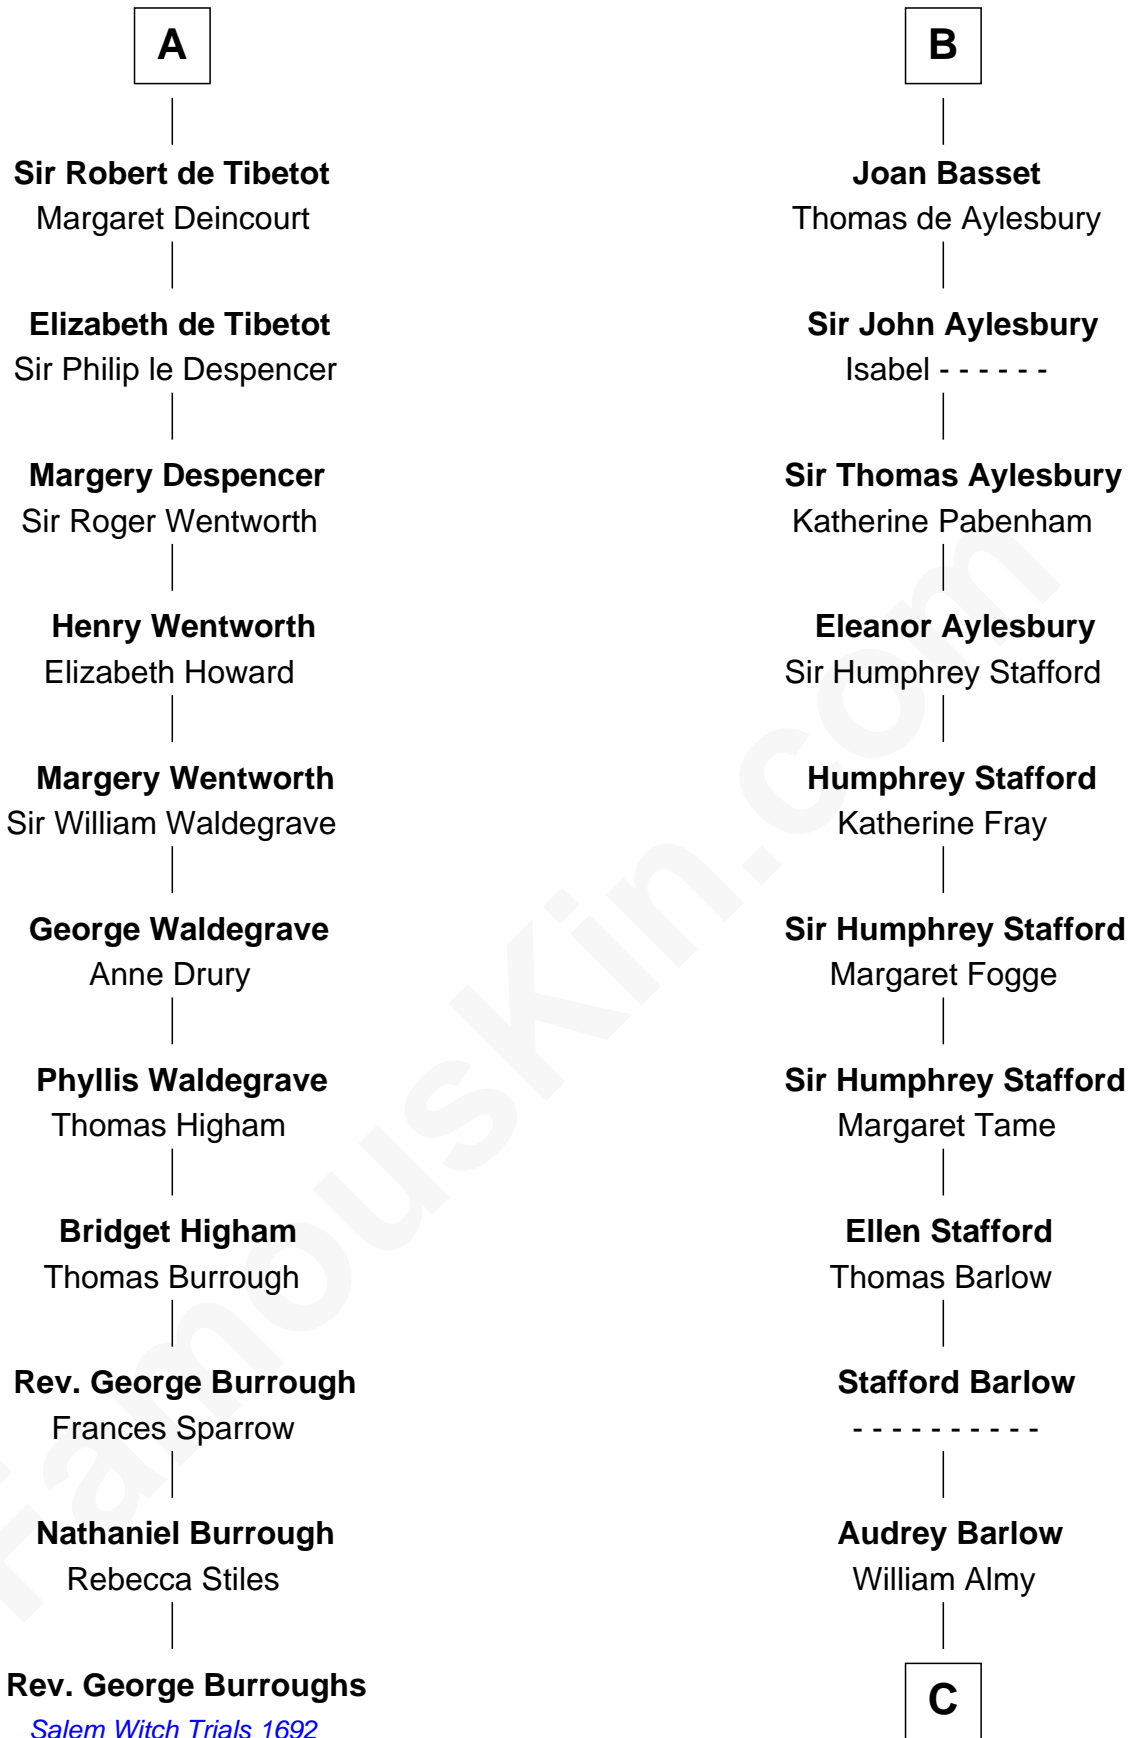 A
Sir Robert de Tibetot
Margaret Deincourt
Elizabeth de Tibetot
Sir Philip le Despencer
Margery Despencer
Sir Roger Wentworth
Henry Wentworth
Elizabeth Howard
Margery Wentworth
Sir William Waldegrave
George Waldegrave
Anne Drury
Phyllis Waldegrave
Thomas Higham
Bridget Higham
Thomas Burrough
Rev. George Burrough
Frances Sparrow
Nathaniel Burrough
Rebecca Stiles
Rev. George Burroughs
Salem Witch Trials 1692
B
Joan Basset
Thomas de Aylesbury
Sir John Aylesbury
Isabel - - - - - -
Sir Thomas Aylesbury
Katherine Pabenham
Eleanor Aylesbury
Sir Humphrey Stafford
Humphrey Stafford
Katherine Fray
Sir Humphrey Stafford
Margaret Fogge
Sir Humphrey Stafford
Margaret Tame
Ellen Stafford
Thomas Barlow
Stafford Barlow
- - - - - - - - - -
Audrey Barlow
William Almy
C
FamousKin.com